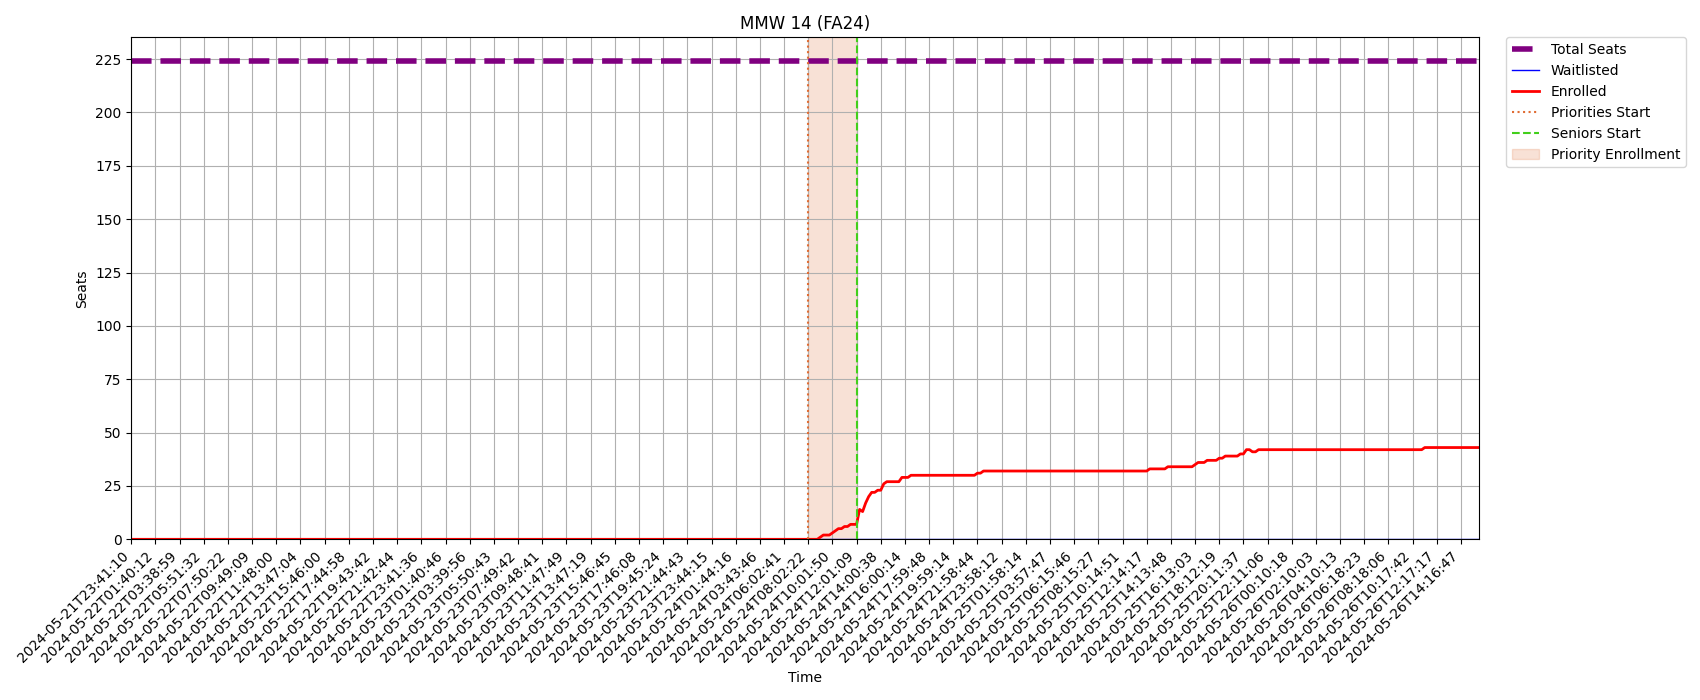 MMW 14 (FA24)
Total Seats
Waitlisted
Enrolled
Priorities Start
Seniors Start
Priority Enrollment
225
200
175
150
125
100
75
50
25
0
Seats
2024-05-21T23:41:10
2024-05-22T01:40:12
2024-05-22T03:38:59
2024-05-22T05:51:32
2024-05-22T07:50:22
2024-05-22T09:49:09
2024-05-22T11:48:00
2024-05-22T13:47:04
2024-05-22T15:46:00
2024-05-22T17:44:58
2024-05-22T19:43:42
2024-05-22T21:42:44
2024-05-22T23:41:36
2024-05-23T01:40:46
2024-05-23T03:39:56
2024-05-23T05:50:43
2024-05-23T07:49:42
2024-05-23T09:48:41
2024-05-23T11:47:49
2024-05-23T13:47:19
2024-05-23T15:46:45
2024-05-23T17:46:08
2024-05-23T19:45:24
2024-05-23T21:44:43
2024-05-23T23:44:15
2024-05-24T01:44:16
2024-05-24T03:43:46
2024-05-24T06:02:41
2024-05-24T08:02:22
2024-05-24T10:01:50
2024-05-24T12:01:09
2024-05-24T14:00:38
2024-05-24T16:00:14
2024-05-24T17:59:48
2024-05-24T19:59:14
2024-05-24T21:58:44
2024-05-24T23:58:12
2024-05-25T01:58:14
2024-05-25T03:57:47
2024-05-25T06:15:46
2024-05-25T08:15:27
2024-05-25T10:14:51
2024-05-25T12:14:17
2024-05-25T14:13:48
2024-05-25T16:13:03
2024-05-25T18:12:19
2024-05-25T20:11:37
2024-05-25T22:11:06
2024-05-26T00:10:18
2024-05-26T02:10:03
2024-05-26T04:10:13
2024-05-26T06:18:23
2024-05-26T08:18:06
2024-05-26T10:17:42
2024-05-26T12:17:17
2024-05-26T14:16:47
Time